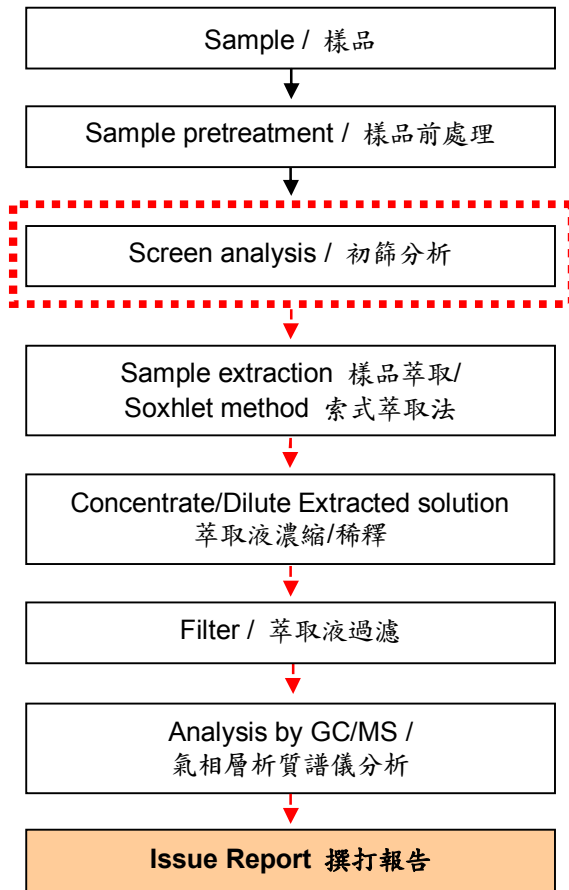 Sample / 樣品
Sample pretreatment / 樣品前處理
Screen analysis / 初篩分析
Sample extraction 樣品萃取/
Soxhlet method 索式萃取法
Concentrate/Dilute Extracted solution
萃取液濃縮/稀釋
Filter / 萃取液過濾
Analysis by GC/MS /
氣相層析質譜儀分析
Issue Report 撰打報告